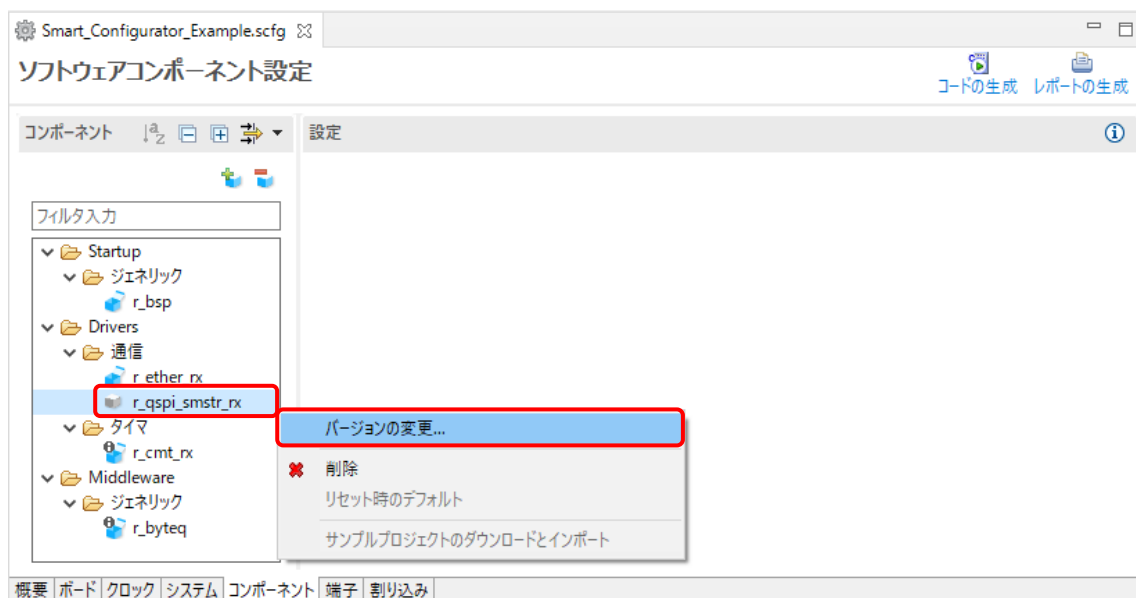 Smart_Configurator_Example.scfg
ソフトウェアコンポーネント設定
コードの生成 レポートの生成
コンポーネント
設定
フィルタ入力
Startup
ジェネリック
r_bsp
Drivers
通信
r_ether_rx
r_qspi_smstr_rx
バージョンの変更...
タイマ
r_cmt_rx
削除
Middleware
リセット時のデフォルト
ジェネリック
r_byteq
サンプルプロジェクトのダウンロードとインポート
概要 ボード クロック システム コンポーネント 端子 割り込み